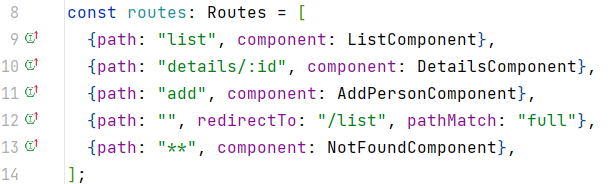 8 const routes: Routes = [
9 {path: "list", component: ListComponent},
10 {path: "details/:id", component: DetailsComponent},
11 {path: "add", component: AddPersonComponent},
12 {path: "", redirectTo: "/list", pathMatch: "full"},
13 {path: "**", component: NotFoundComponent},
14 ];